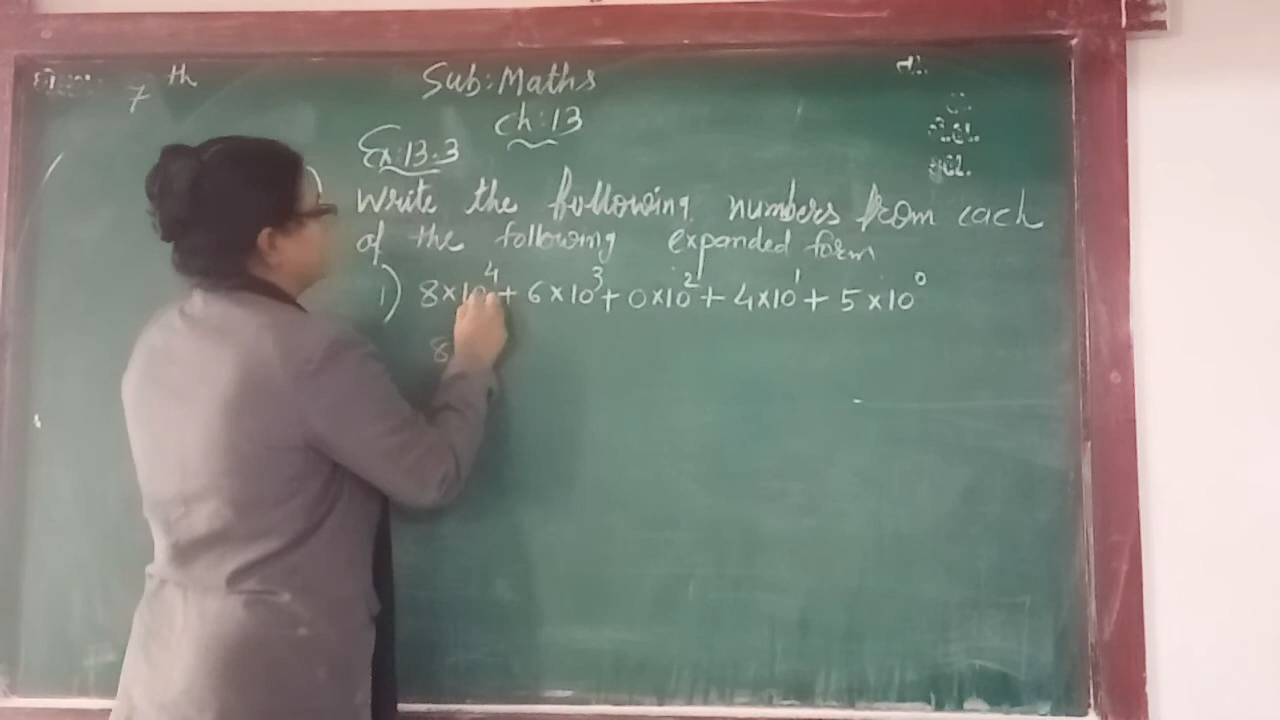 7th
Sub: Maths
Ch: 13
Ex: 13.3
Write the following numbers from each
of the following expanded form
1) 8×10⁴ + 6×10³ + 0×10² + 4×10¹ + 5×10⁰
8